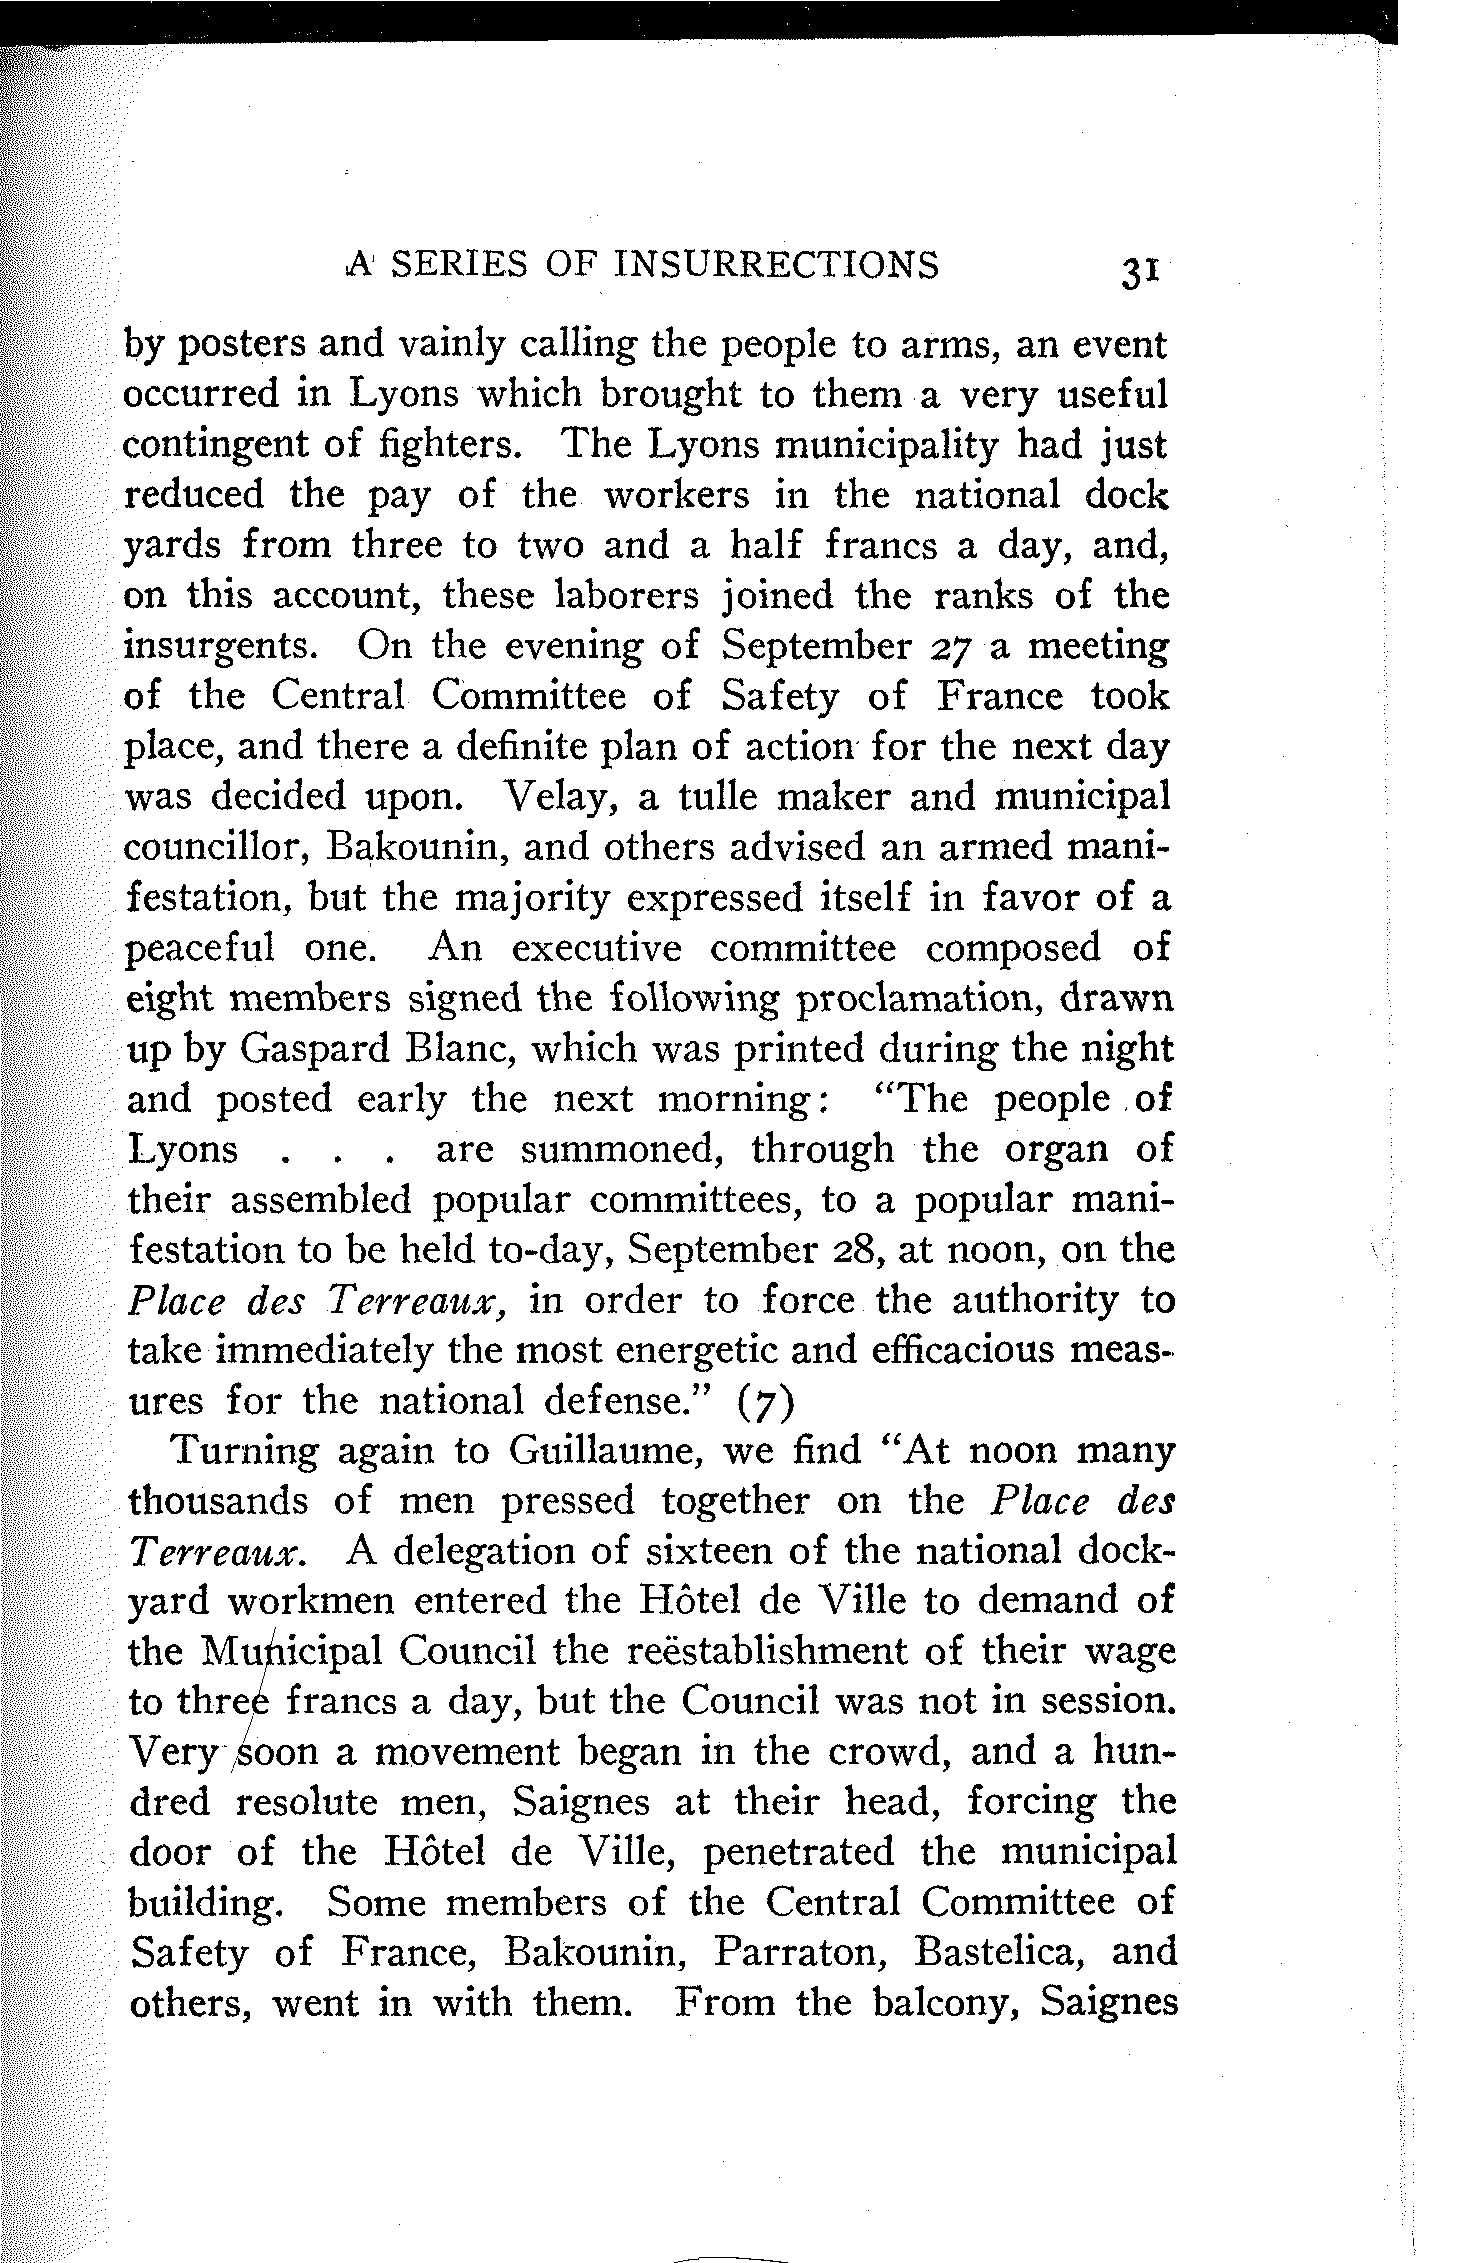 A SERIES OF INSURRECTIONS 31
by posters and vainly calling the people to arms, an event
occurred in Lyons which brought to them a very useful
contingent of fighters. The Lyons municipality had just
reduced the pay of the workers in the national dock
yards from three to two and a half francs a day, and,
on this account, these laborers joined the ranks of the
insurgents. On the evening of September 27 a meeting
of the Central Committee of Safety of France took
place, and there a definite plan of action for the next day
was decided upon. Velay, a tulle maker and municipal
councillor, Bakounin, and others advised an armed mani-
festation, but the majority expressed itself in favor of a
peaceful one. An executive committee composed of
eight members signed the following proclamation, drawn
up by Gaspard Blanc, which was printed during the night
and posted early the next morning: "The people of
Lyons . . . are summoned, through the organ of
their assembled popular committees, to a popular mani-
festation to be held to-day, September 28, at noon, on the
Place des Terreaux, in order to force the authority to
take immediately the most energetic and efficacious meas-
ures for the national defense." (7)
Turning again to Guillaume, we find "At noon many
thousands of men pressed together on the Place des
Terreaux. A delegation of sixteen of the national dock-
yard workmen entered the Hôtel de Ville to demand of
the Municipal Council the reëstablishment of their wage
to three francs a day, but the Council was not in session.
Very soon a movement began in the crowd, and a hun-
dred resolute men, Saignes at their head, forcing the
door of the Hôtel de Ville, penetrated the municipal
building. Some members of the Central Committee of
Safety of France, Bakounin, Parraton, Bastelica, and
others, went in with them. From the balcony, Saignes